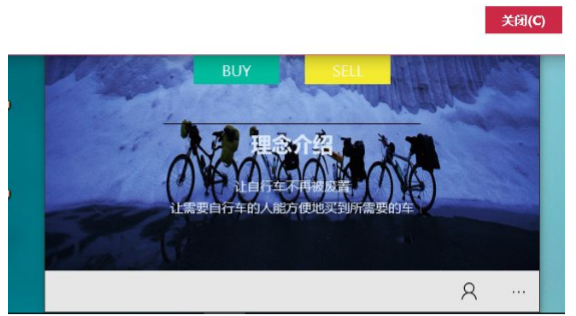 关闭(C)
BUY
SELL
理念介绍
让自行车不再被废置
让需要自行车的人能方便地买到所需要的车
...